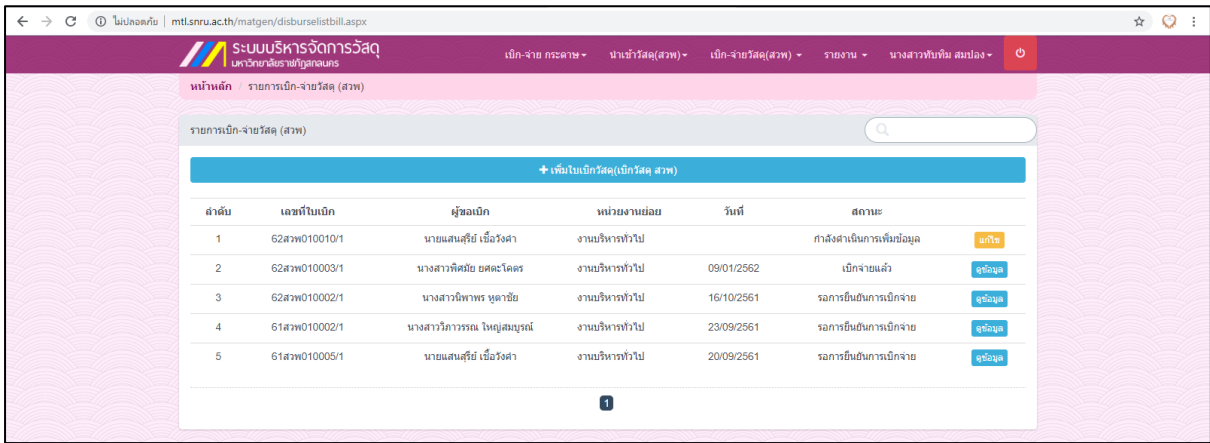 ไม่ปลอดภัย | mtl.snru.ac.th/matgen/disburselistbill.aspx
ระบบบริหารจัดการวัสดุ
มหาวิทยาลัยราชภัฏสกลนคร
เบิก-จ่าย กระดาษ นำเข้าวัสดุ(สวพ) เบิก-จ่ายวัสดุ(สวพ) รายงาน นางสาวทับทิม สมปอง
หน้าหลัก / รายการเบิก-จ่ายวัสดุ (สวพ)
รายการเบิก-จ่ายวัสดุ (สวพ)
เพิ่มใบเบิกวัสดุ(เบิกวัสดุ สวพ)
ลำดับ เลขที่ใบเบิก ผู้ขอเบิก หน่วยงานย่อย วันที่ สถานะ
1 62สวพ010010/1 นายแสนสุรีย์ เชื้อวังคำ งานบริหารทั่วไป กำลังดำเนินการเพิ่มข้อมูล แก้ไข
2 62สวพ010003/1 นางสาวพิศมัย ยศตะโคตร งานบริหารทั่วไป 09/01/2562 เบิกจ่ายแล้ว ดูข้อมูล
3 62สวพ010002/1 นางสาวนิพาพร หูตาชัย งานบริหารทั่วไป 16/10/2561 รอการยืนยันการเบิกจ่าย ดูข้อมูล
4 61สวพ010002/1 นางสาววิภาวรรณ ใหญ่สมบูรณ์ งานบริหารทั่วไป 23/09/2561 รอการยืนยันการเบิกจ่าย ดูข้อมูล
5 61สวพ010005/1 นายแสนสุรีย์ เชื้อวังคำ งานบริหารทั่วไป 20/09/2561 รอการยืนยันการเบิกจ่าย ดูข้อมูล
1